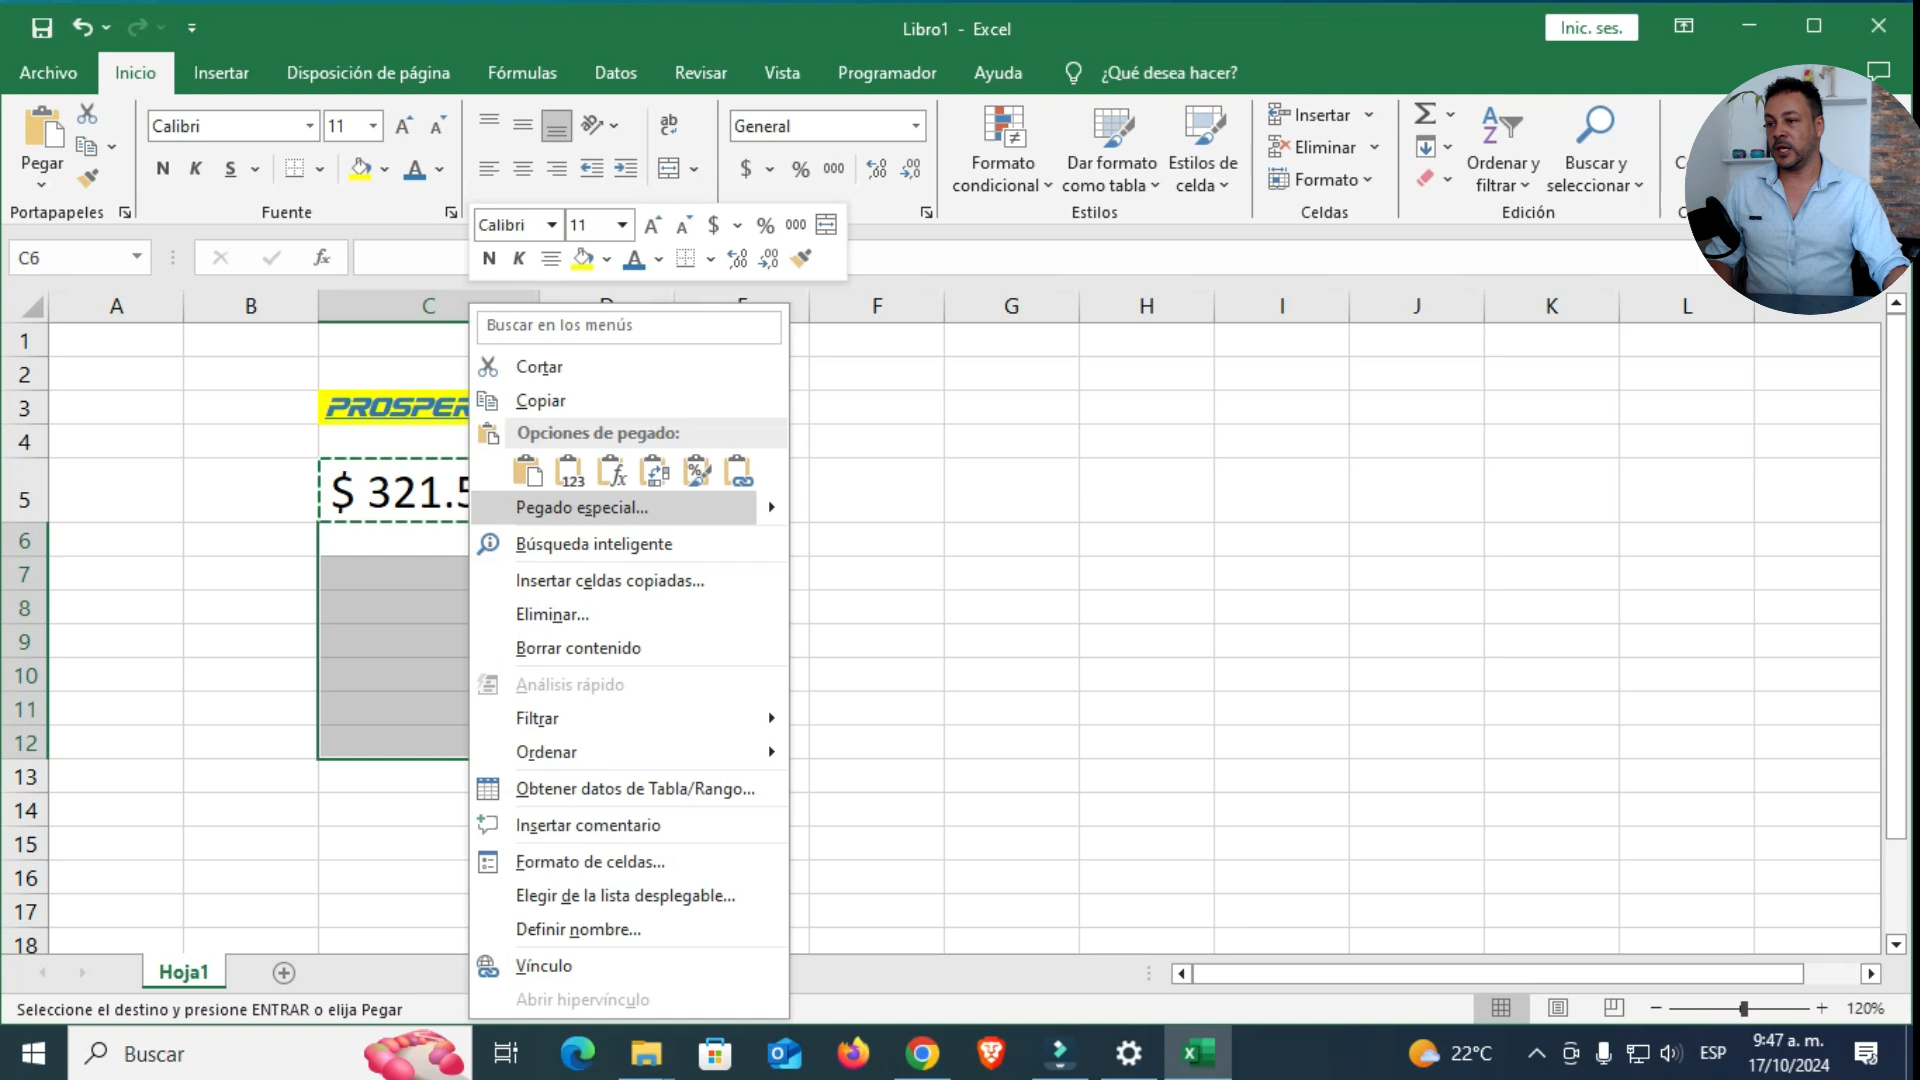 Libro1 - Excel
Inic. ses.
Archivo
Inicio
Insertar
Disposición de página
Fórmulas
Datos
Revisar
Vista
Programador
Ayuda
¿Qué desea hacer?
Pegar
Portapapeles
Calibri
11
N K S
Fuente
General
$ % 000
Formato condicional
Dar formato como tabla
Estilos de celda
Estilos
Insertar
Eliminar
Formato
Celdas
Ordenar y filtrar
Buscar y seleccionar
Edición
Calibri
11
$ % 000
N K
C6
fx
A B C F G H I J K L
1
2
3
PROSPER
4
5
$ 321.5
6
7
8
9
10
11
12
13
14
15
16
17
18
Buscar en los menús
Cortar
Copiar
Opciones de pegado:
Pegado especial...
Búsqueda inteligente
Insertar celdas copiadas...
Eliminar...
Borrar contenido
Análisis rápido
Filtrar
Ordenar
Obtener datos de Tabla/Rango...
Insertar comentario
Formato de celdas...
Elegir de la lista desplegable...
Definir nombre...
Vínculo
Abrir hipervínculo
Hoja1
Seleccione el destino y presione ENTRAR o elija Pegar
120%
Buscar
22°C
ESP
9:47 a. m.
17/10/2024